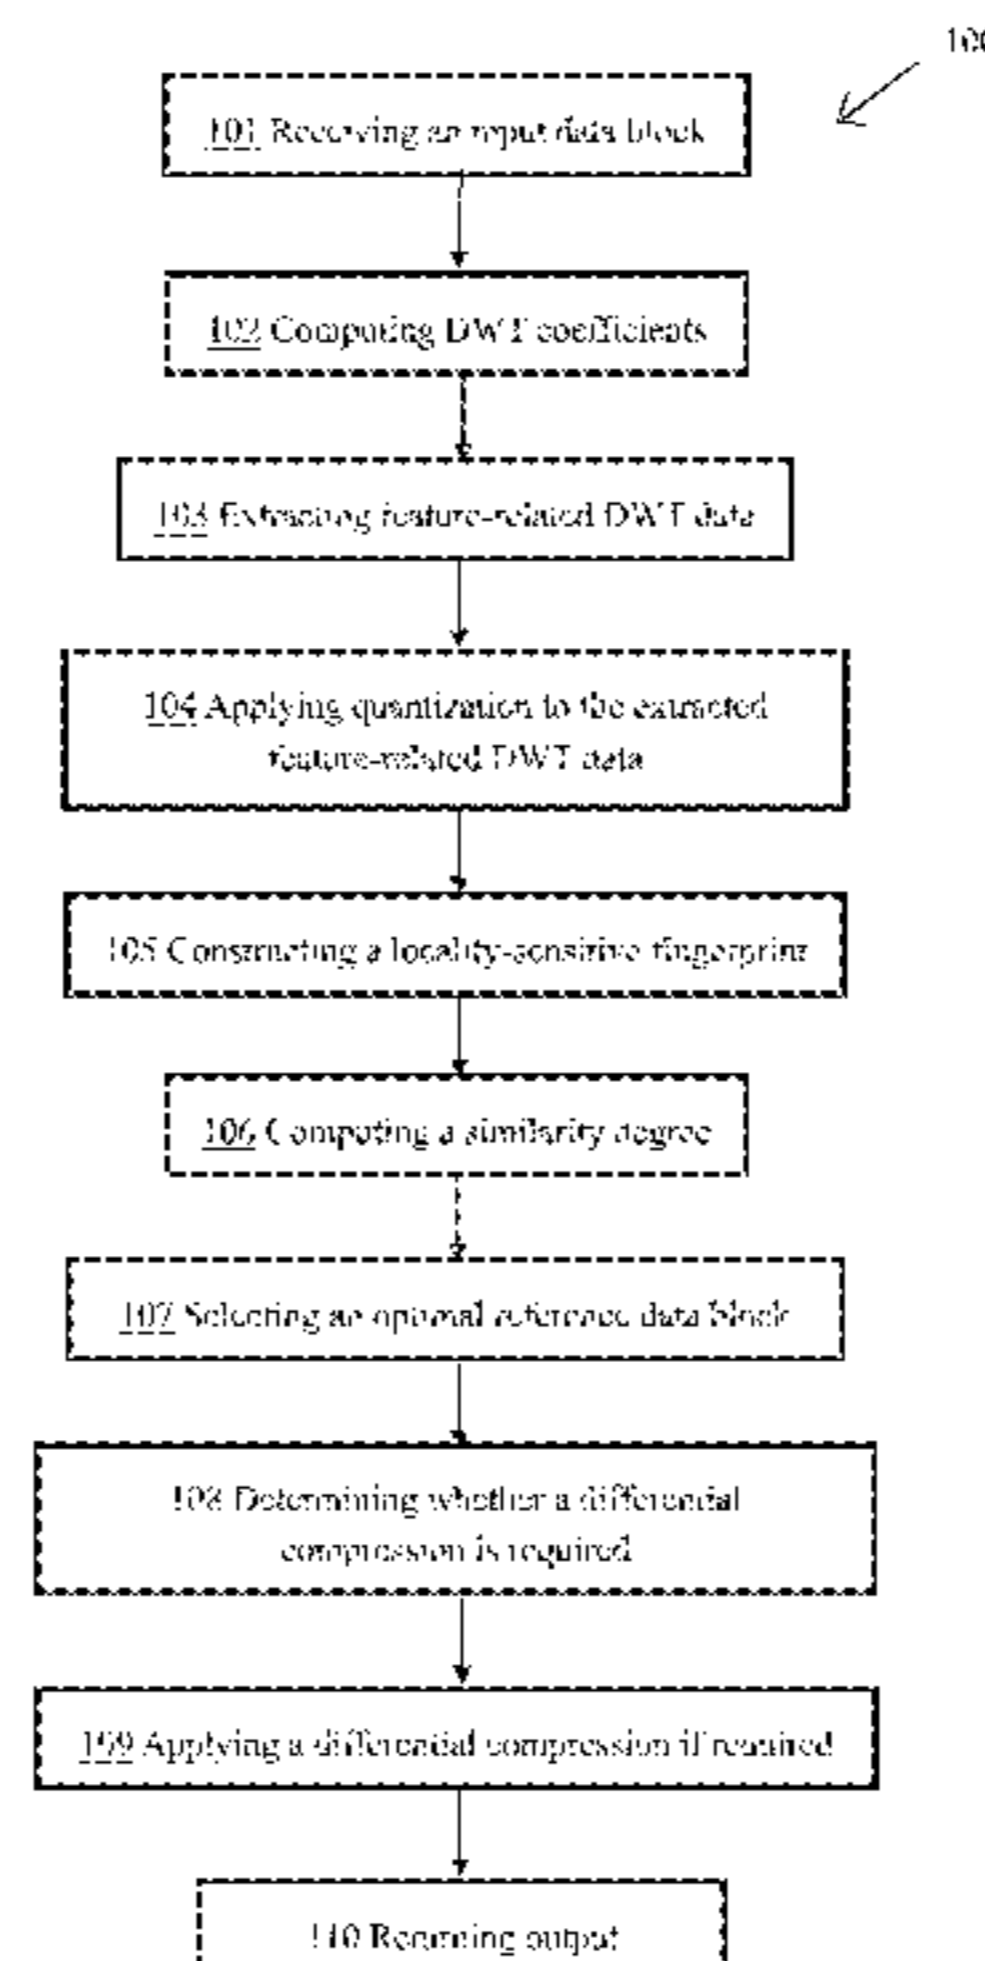 100
101 Receiving an input data block
102 Computing DWT coefficients
103 Extracting feature-related DWT data
104 Applying quantization to the extracted
feature-related DWT data
105 Constructing a locality-sensitive fingerprint
106 Computing a similarity degree
107 Selecting an optimal reference data block
108 Determining whether a differential
compression is required
109 Applying a differential compression if required
110 Returning output